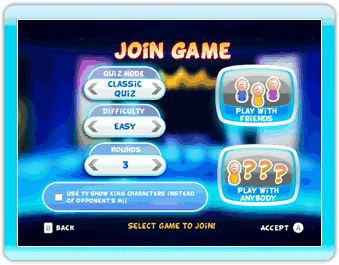 JOIN GAME
QUIZ MODE
CLASSIC
QUIZ
DIFFICULTY
EASY
ROUNDS
3
PLAY WITH
FRIENDS
PLAY WITH
ANYBODY
USE TV SHOW KING CHARACTERS INSTEAD
OF OPPONENT'S MII
BACK
SELECT GAME TO JOIN!
ACCEPT A